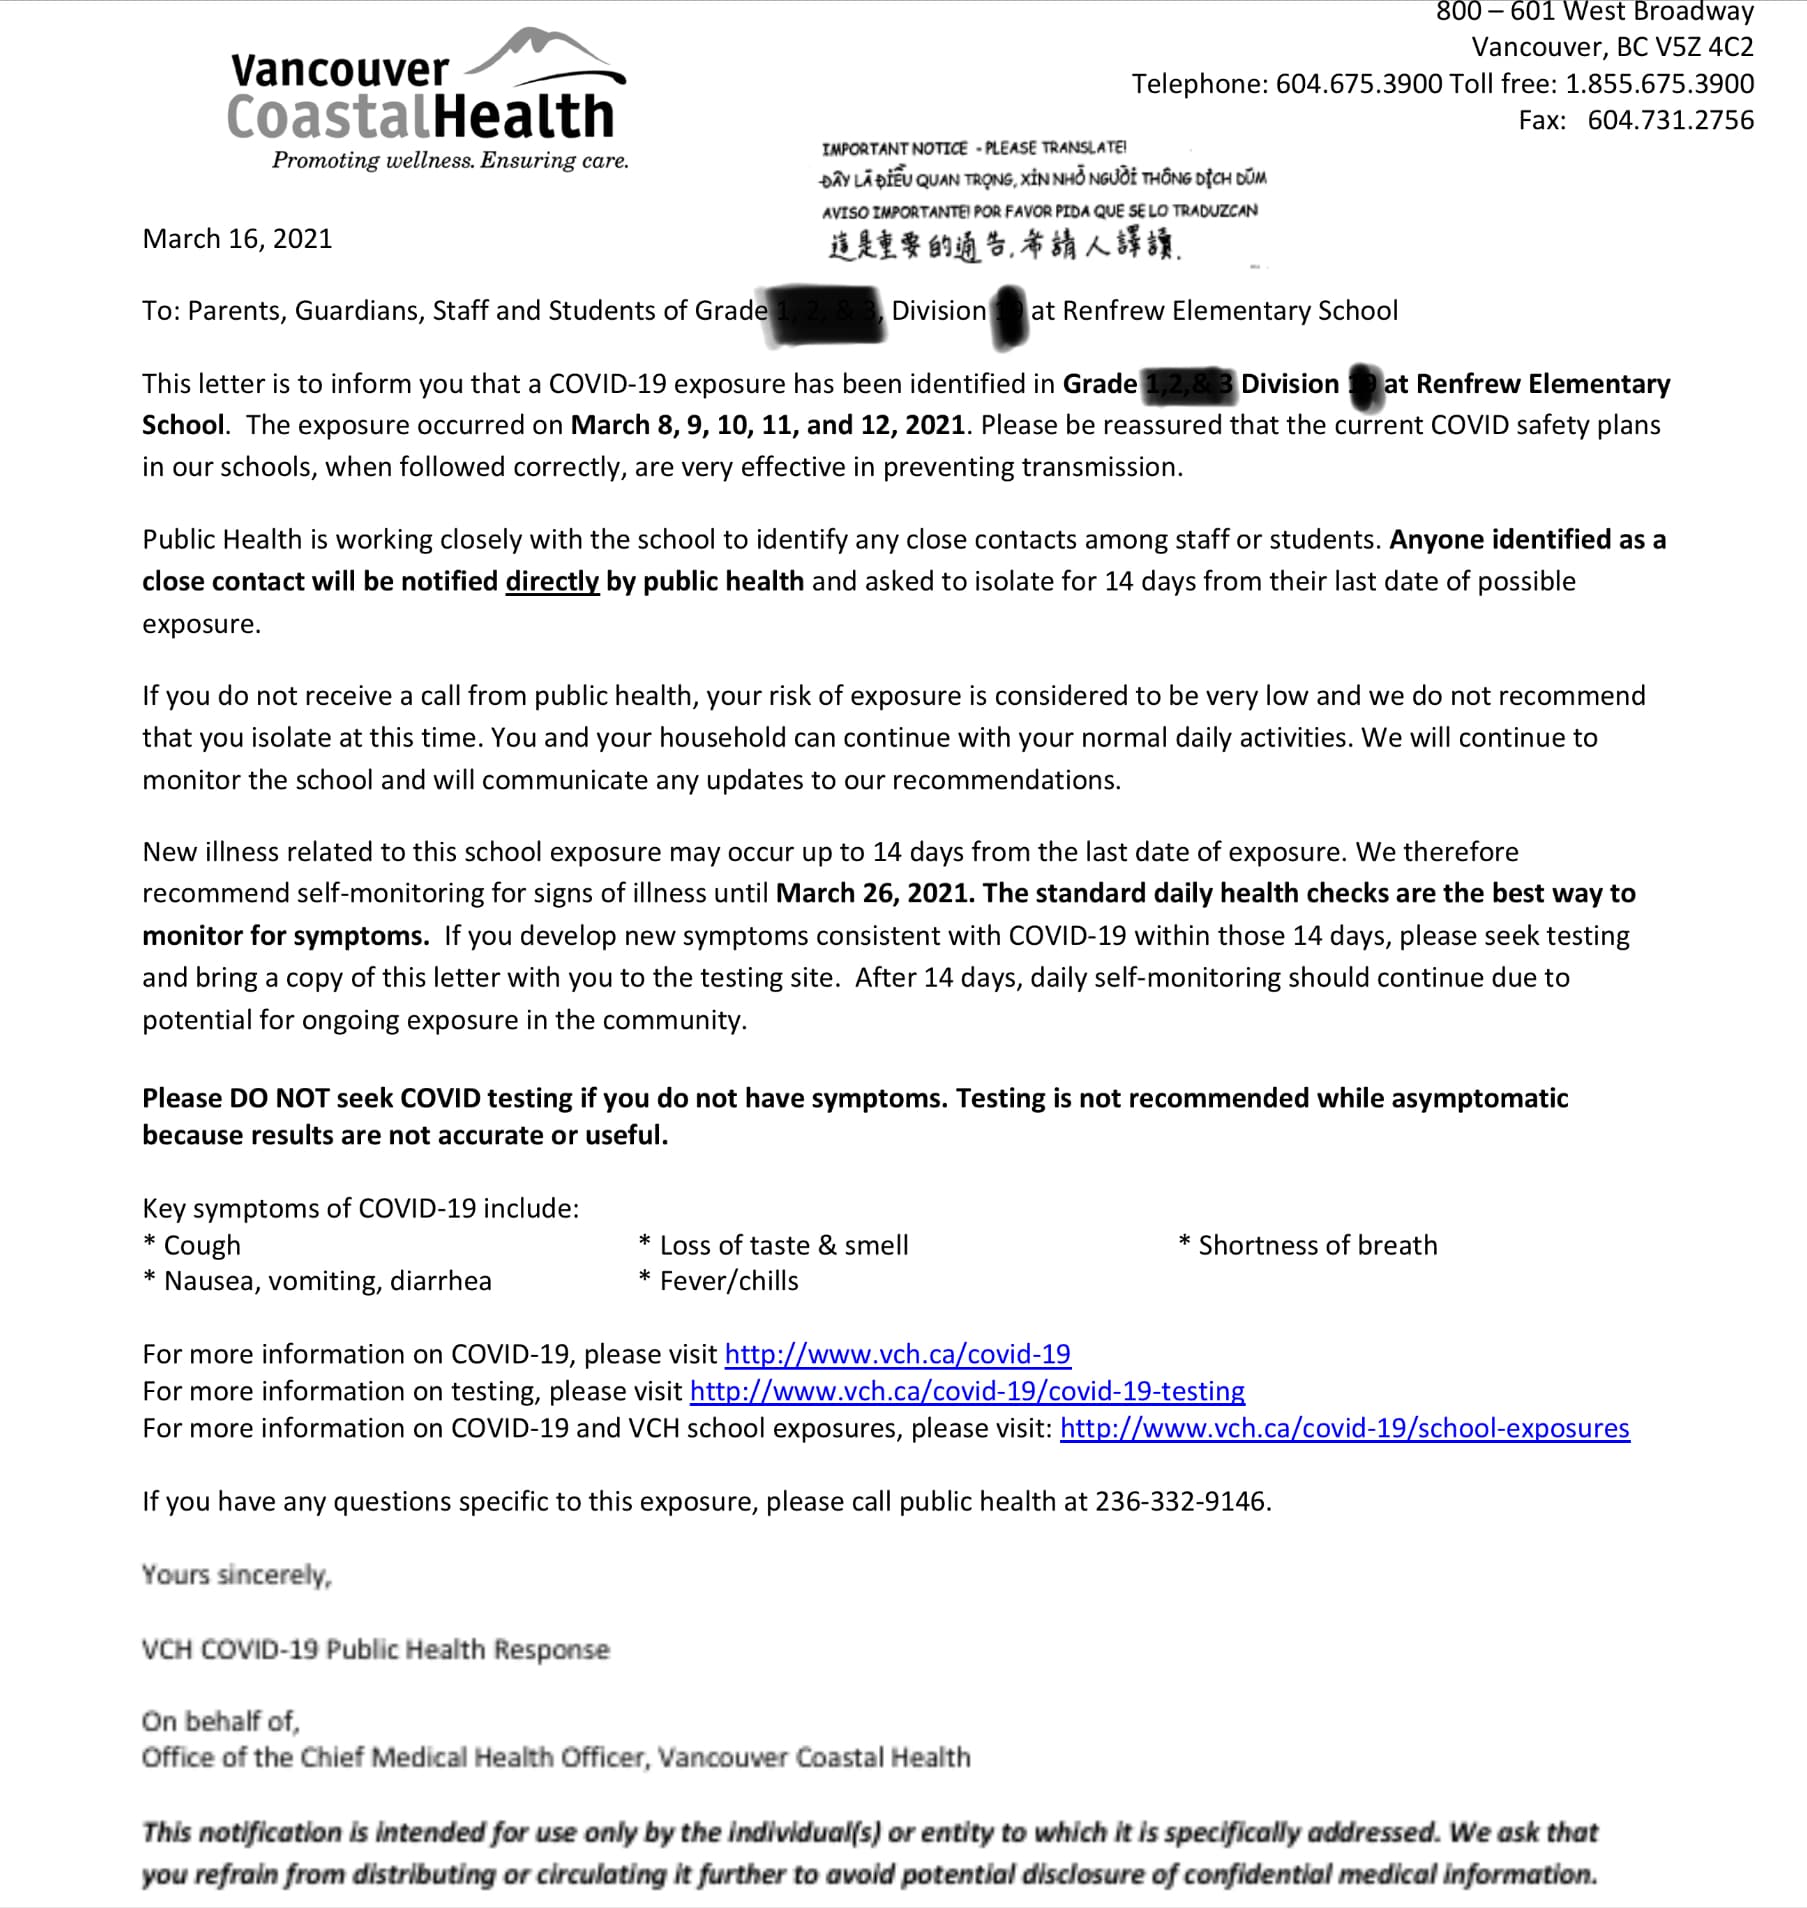 800 – 601 West Broadway
Vancouver, BC V5Z 4C2
Telephone: 604.675.3900 Toll free: 1.855.675.3900
Fax: 604.731.2756
Vancouver
CoastalHealth
Promoting wellness. Ensuring care.
IMPORTANT NOTICE - PLEASE TRANSLATE!
ĐÂY LÀ ĐIỀU QUAN TRỌNG, XIN NHỜ NGƯỜI THÔNG DỊCH DÙM
AVISO IMPORTANTE! POR FAVOR PIDA QUE SE LO TRADUZCAN
這是重要的通告,希請人譯讀.
March 16, 2021
To: Parents, Guardians, Staff and Students of Grade , Division at Renfrew Elementary School
This letter is to inform you that a COVID-19 exposure has been identified in Grade Division at Renfrew Elementary
School. The exposure occurred on March 8, 9, 10, 11, and 12, 2021. Please be reassured that the current COVID safety plans
in our schools, when followed correctly, are very effective in preventing transmission.
Public Health is working closely with the school to identify any close contacts among staff or students. Anyone identified as a
close contact will be notified directly by public health and asked to isolate for 14 days from their last date of possible
exposure.
If you do not receive a call from public health, your risk of exposure is considered to be very low and we do not recommend
that you isolate at this time. You and your household can continue with your normal daily activities. We will continue to
monitor the school and will communicate any updates to our recommendations.
New illness related to this school exposure may occur up to 14 days from the last date of exposure. We therefore
recommend self-monitoring for signs of illness until March 26, 2021. The standard daily health checks are the best way to
monitor for symptoms. If you develop new symptoms consistent with COVID-19 within those 14 days, please seek testing
and bring a copy of this letter with you to the testing site. After 14 days, daily self-monitoring should continue due to
potential for ongoing exposure in the community.
Please DO NOT seek COVID testing if you do not have symptoms. Testing is not recommended while asymptomatic
because results are not accurate or useful.
Key symptoms of COVID-19 include:
* Cough * Loss of taste & smell * Shortness of breath
* Nausea, vomiting, diarrhea * Fever/chills
For more information on COVID-19, please visit http://www.vch.ca/covid-19
For more information on testing, please visit http://www.vch.ca/covid-19/covid-19-testing
For more information on COVID-19 and VCH school exposures, please visit: http://www.vch.ca/covid-19/school-exposures
If you have any questions specific to this exposure, please call public health at 236-332-9146.
Yours sincerely,
VCH COVID-19 Public Health Response
On behalf of,
Office of the Chief Medical Health Officer, Vancouver Coastal Health
This notification is intended for use only by the individual(s) or entity to which it is specifically addressed. We ask that
you refrain from distributing or circulating it further to avoid potential disclosure of confidential medical information.